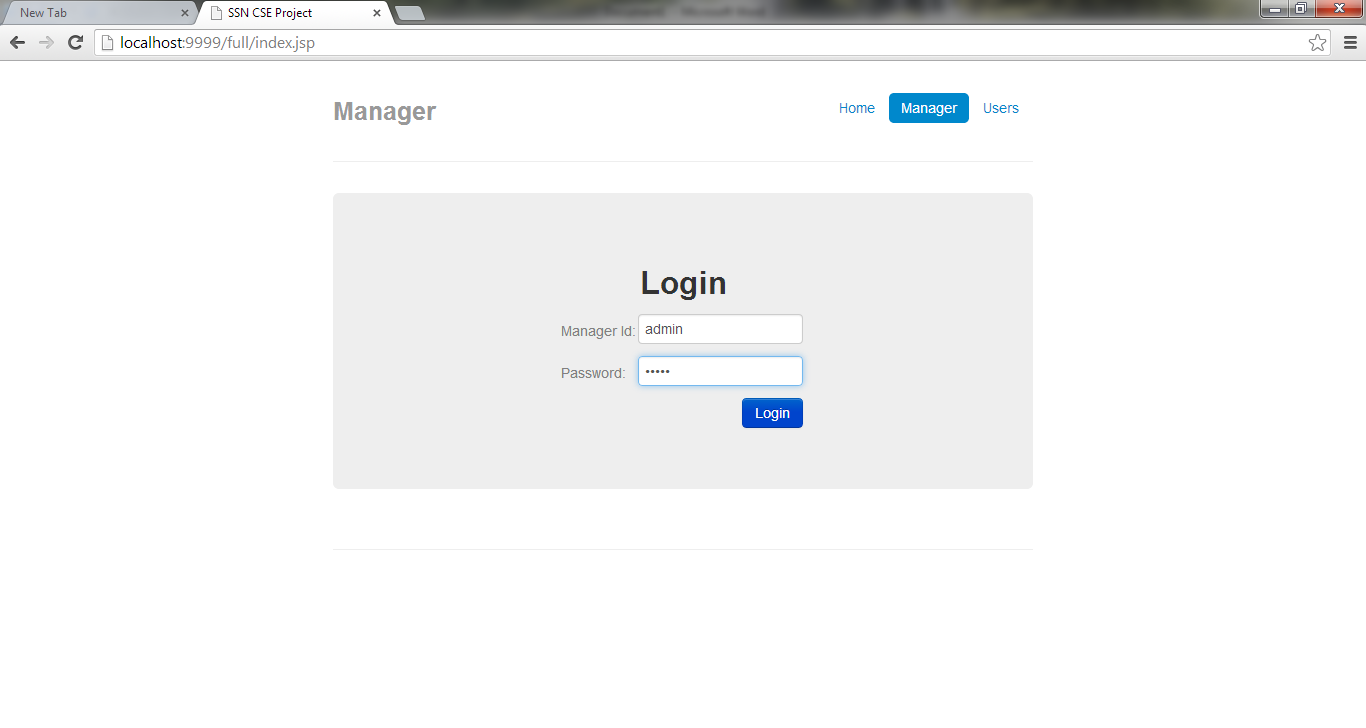 New Tab
SSN CSE Project
localhost:9999/full/index.jsp
Manager
Home Manager Users
Login
Manager Id: admin
Password: •••••
Login